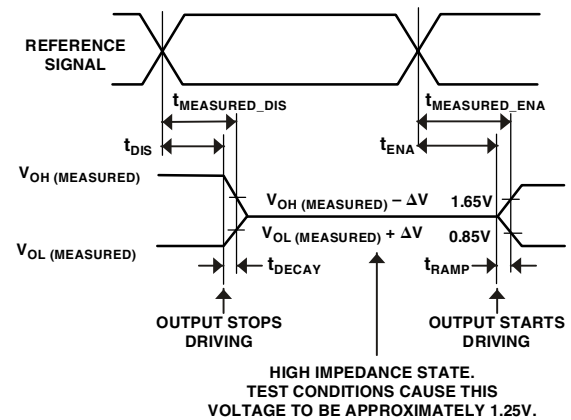 REFERENCE
SIGNAL
tMEASURED_DIS
tMEASURED_ENA
tDIS
tENA
VOH (MEASURED)
VOH (MEASURED) − ΔV
1.65V
VOL (MEASURED) + ΔV
0.85V
VOL (MEASURED)
tDECAY
tRAMP
OUTPUT STOPS
DRIVING
OUTPUT STARTS
DRIVING
HIGH IMPEDANCE STATE.
TEST CONDITIONS CAUSE THIS
VOLTAGE TO BE APPROXIMATELY 1.25V.